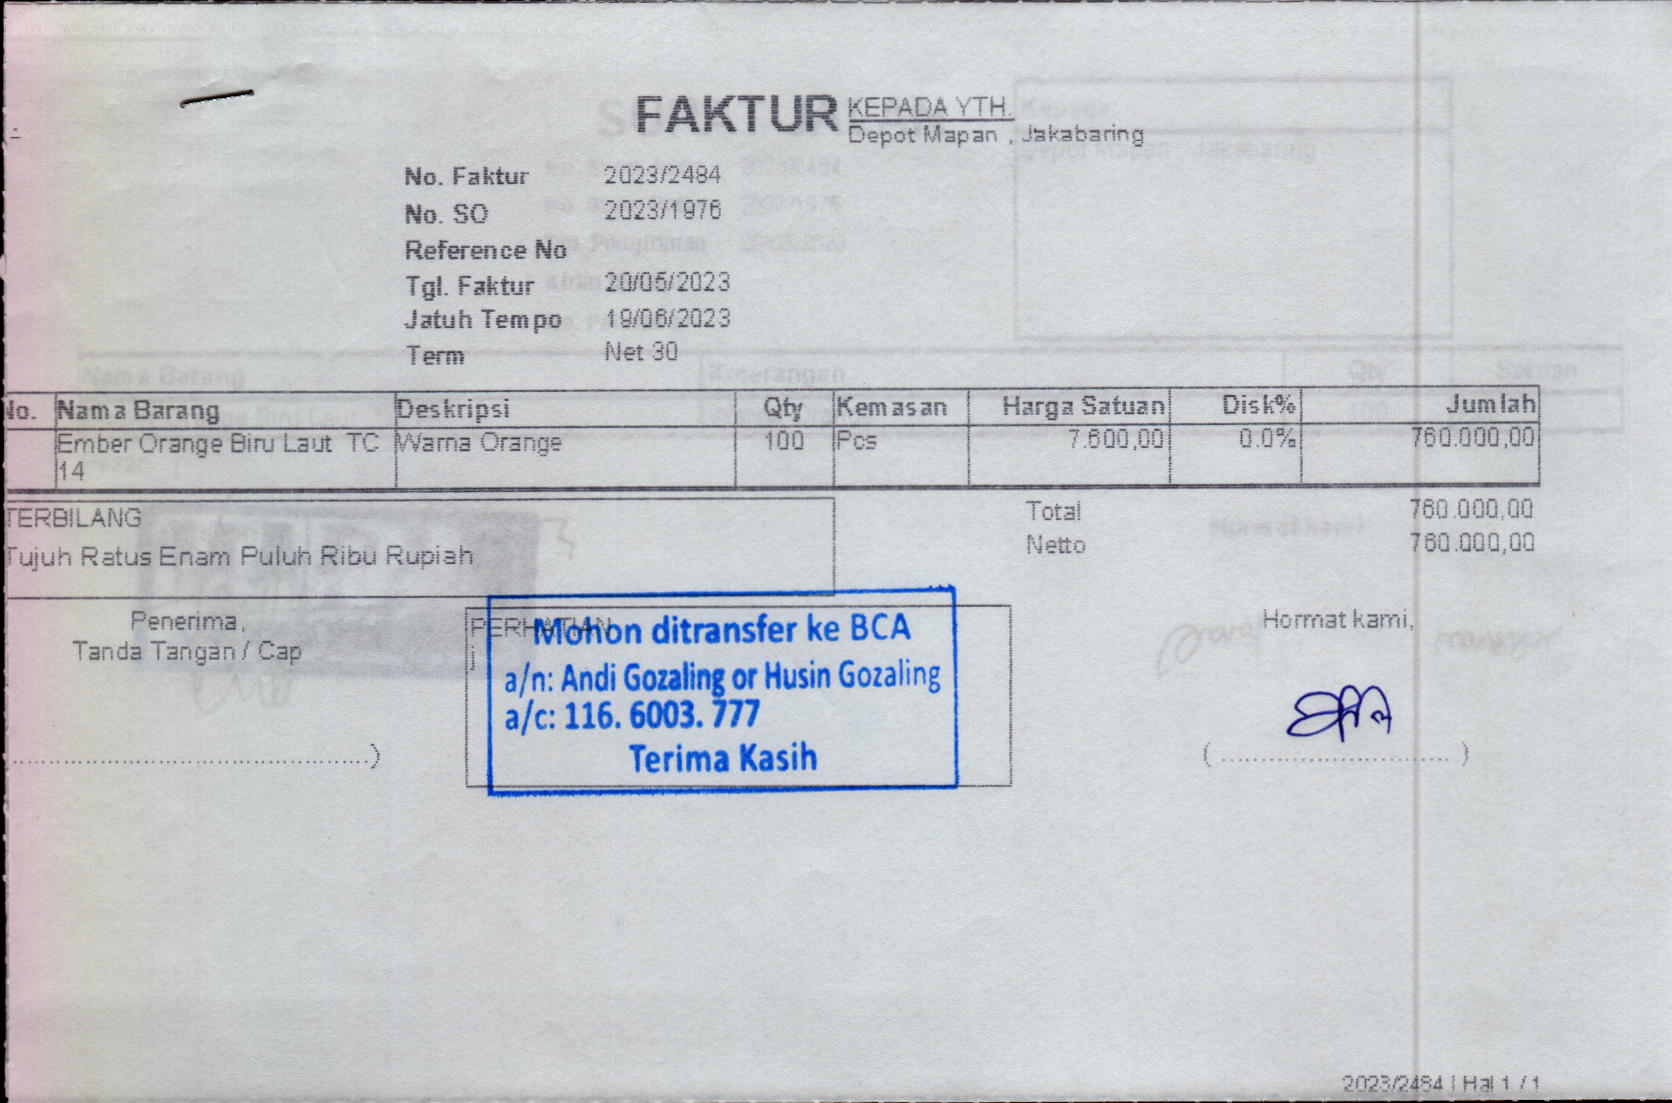 FAKTUR
KEPADA YTH.
Depot Mapan , Jakabaring
No. Faktur 2023/2484
No. SO 2023/1976
Reference No
Tgl. Faktur 20/05/2023
Jatuh Tempo 19/06/2023
Term Net 30
No. Nama Barang Deskripsi Qty Kemasan Harga Satuan Disk% Jumlah
Ember Orange Biru Laut TC Warna Orange 100 Pcs 7.600,00 0.0% 760.000,00
14
TERBILANG
Tujuh Ratus Enam Puluh Ribu Rupiah
Total 760.000,00
Netto 760.000,00
Penerima,
Tanda Tangan / Cap
PERHATIAN
j
Mohon ditransfer ke BCA
a/n: Andi Gozaling or Husin Gozaling
a/c: 116. 6003. 777
Terima Kasih
Hormat kami,
2023/2484 | Hal 1 / 1